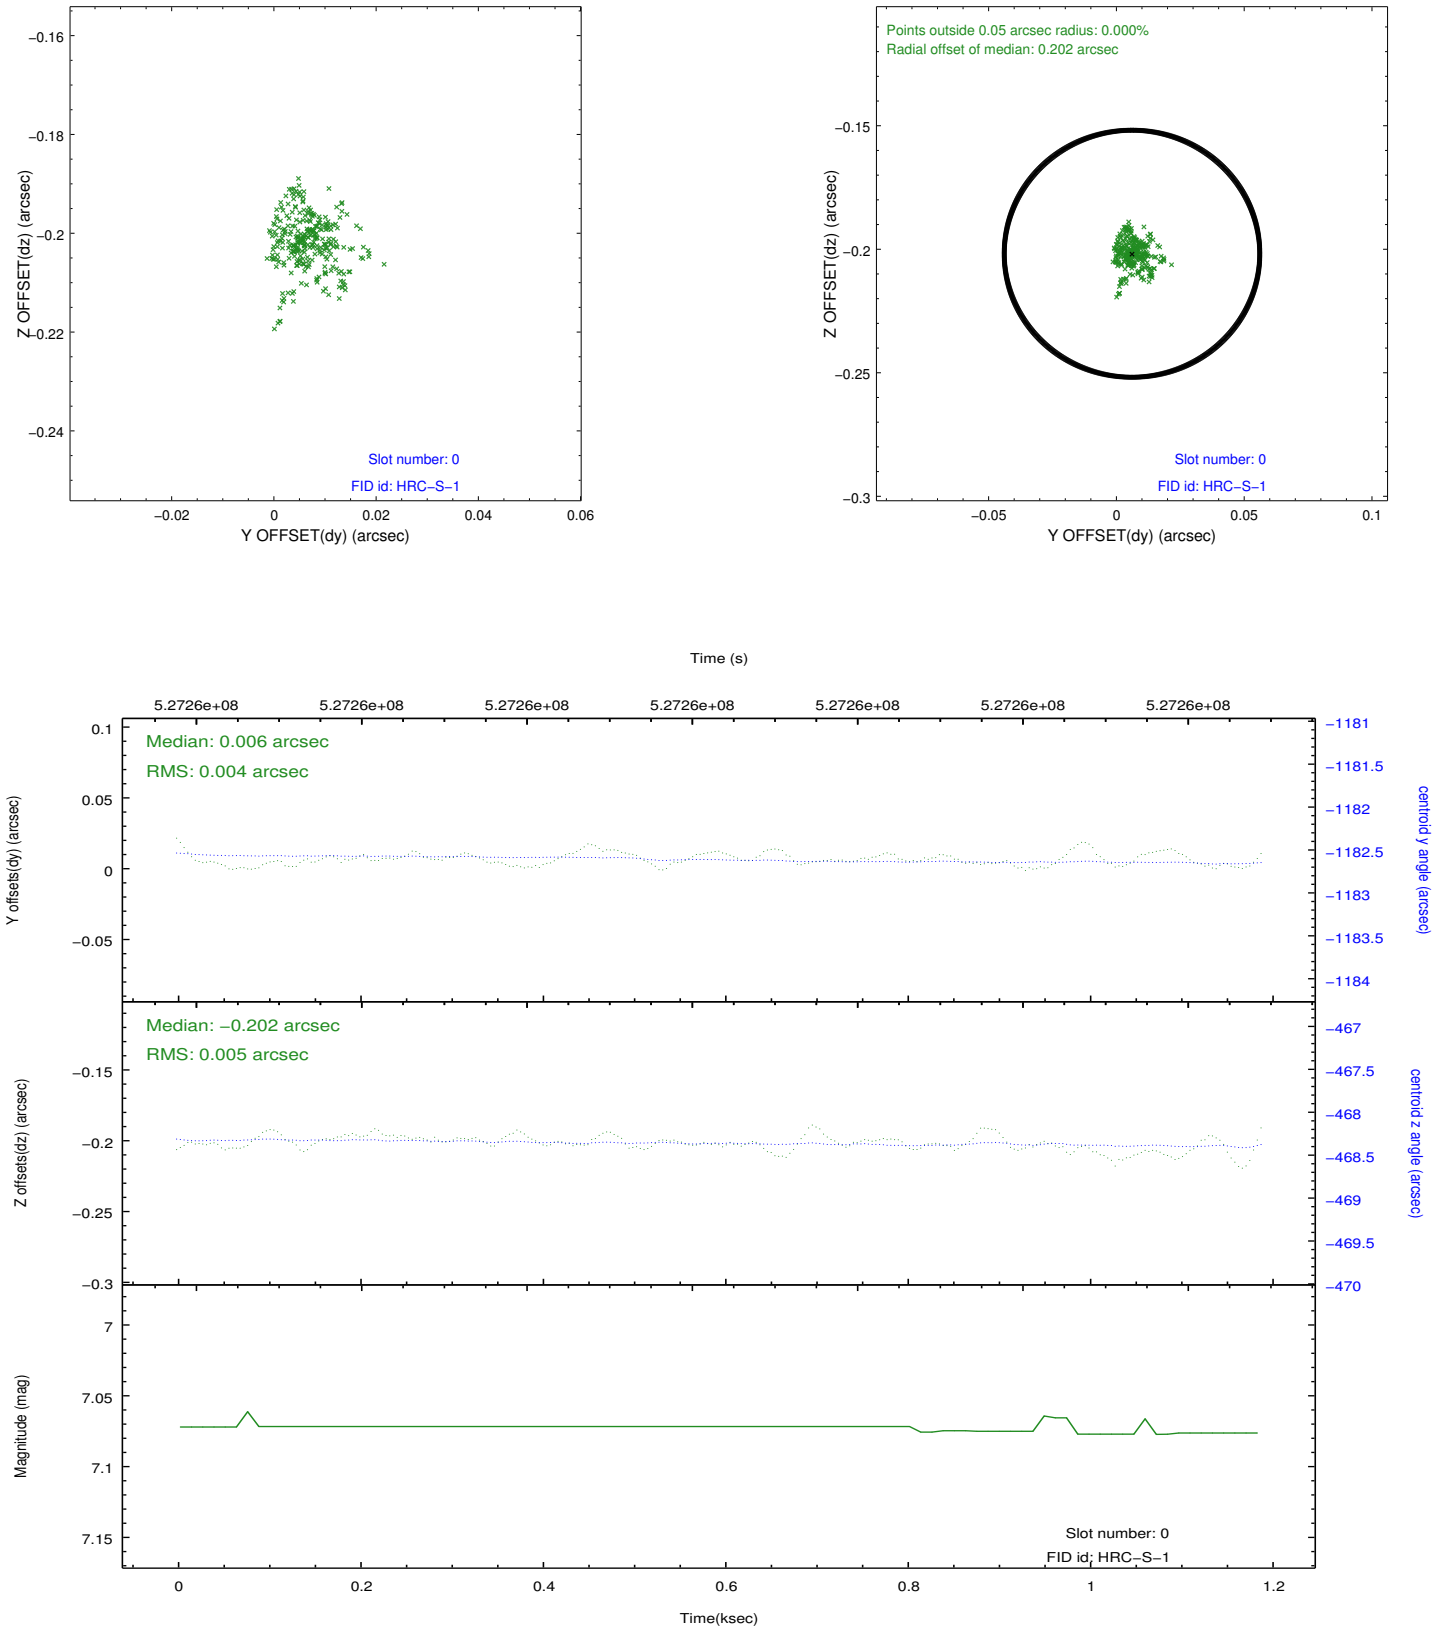 −0.16
−0.18
−0.2
−0.22
−0.24
Z OFFSET(dz) (arcsec)
Slot number: 0
FID id: HRC−S−1
−0.02
0
0.02
0.04
0.06
Y OFFSET(dy) (arcsec)
Points outside 0.05 arcsec radius: 0.000%
Radial offset of median: 0.202 arcsec
−0.15
−0.2
−0.25
−0.3
Z OFFSET(dz) (arcsec)
Slot number: 0
FID id: HRC−S−1
−0.05
0
0.05
0.1
Y OFFSET(dy) (arcsec)
Time (s)
5.2726e+08
5.2726e+08
5.2726e+08
5.2726e+08
5.2726e+08
5.2726e+08
5.2726e+08
Median: 0.006 arcsec
RMS: 0.004 arcsec
0.1
0.05
0
−0.05
Y offsets(dy) (arcsec)
−1181
−1181.5
−1182
−1182.5
−1183
−1183.5
−1184
centroid y angle (arcsec)
Median: −0.202 arcsec
RMS: 0.005 arcsec
−0.15
−0.2
−0.25
−0.3
Z offsets(dz) (arcsec)
−467
−467.5
−468
−468.5
−469
−469.5
−470
centroid z angle (arcsec)
7
7.05
7.1
7.15
Magnitude (mag)
Slot number: 0
FID id: HRC−S−1
0
0.2
0.4
0.6
0.8
1
1.2
Time(ksec)